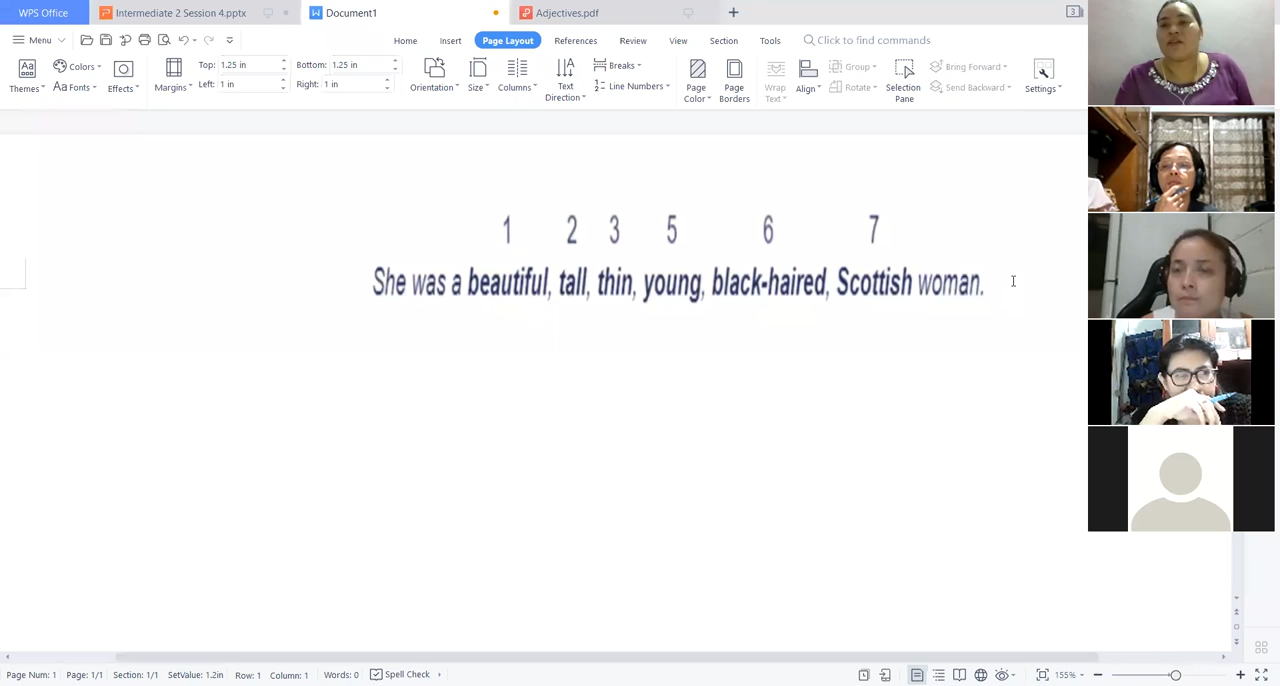 WPS Office Intermediate 2 Session 4.pptx Document1 Adjectives.pdf + 3
Menu Home Insert Page Layout References Review View Section Tools Click to find commands
Themes Colors Aa Fonts Effects Margins Top: 1.25 in Bottom: 1.25 in Left: 1 in Right: 1 in Orientation Size Columns Text Direction Breaks Line Numbers Page Color Page Borders Wrap Text Align Group Rotate Selection Pane Bring Forward Send Backward Settings
1 2 3 5 6 7
She was a beautiful, tall, thin, young, black-haired, Scottish woman.
Page Num: 1 Page: 1/1 Section: 1/1 SetValue: 1.2in Row: 1 Column: 1 Words: 0 Spell Check 155% - +